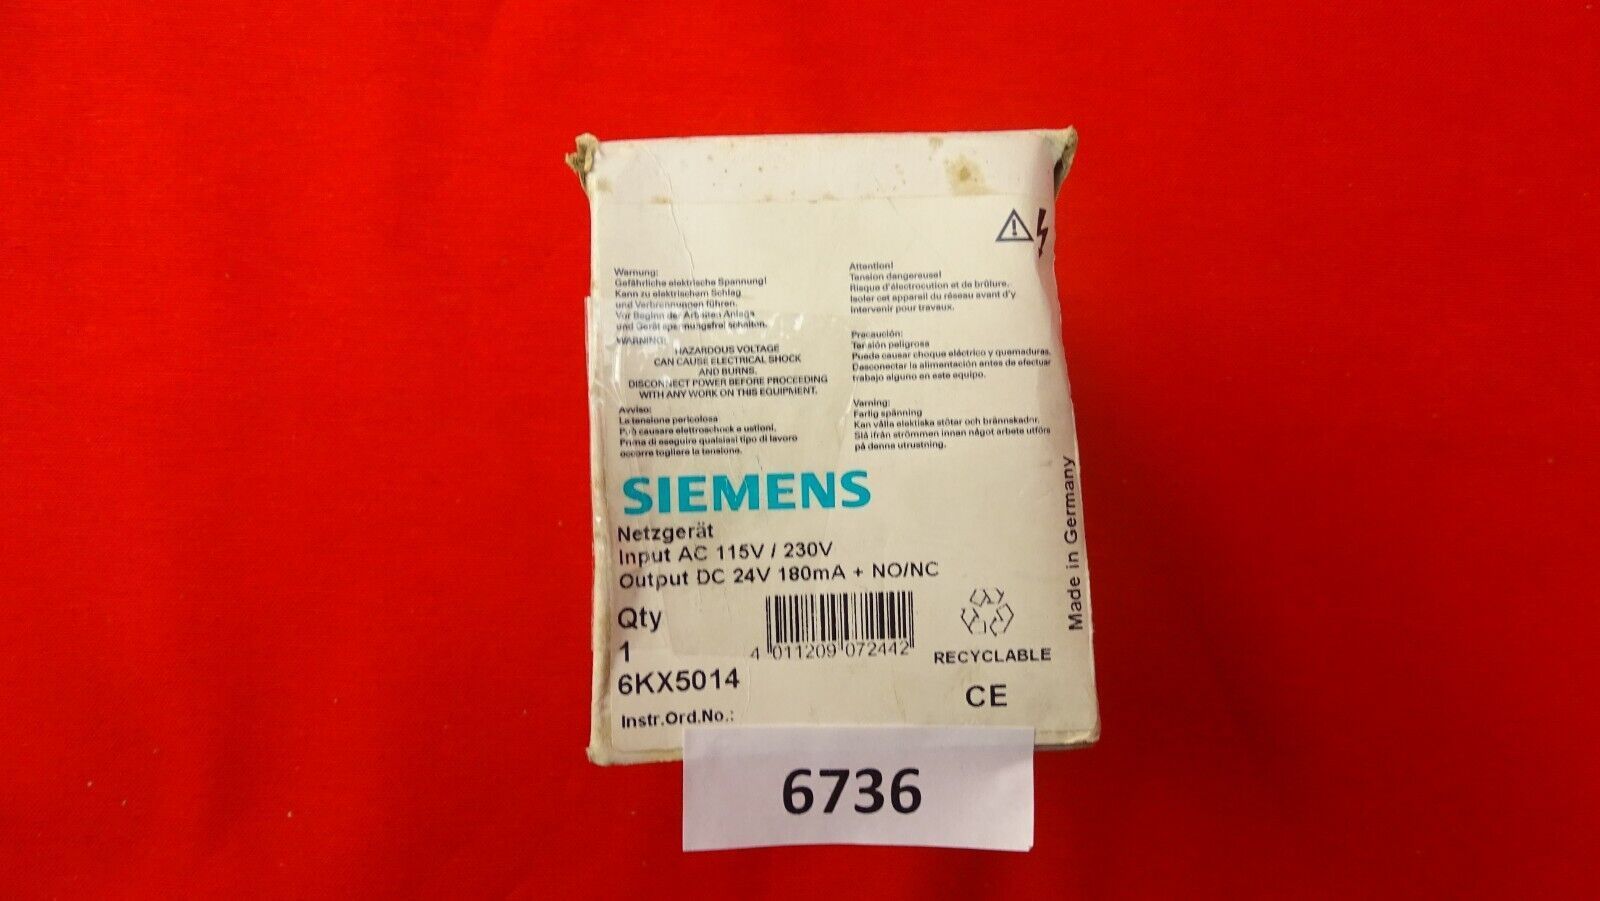 Warnung:
Gefährliche elektrische Spannung!
Kann zu elektrischem Schlag
und Verbrennungen führen.
Vor Beginn der Arbeiten Anlage
und Gerät spannungsfrei schalten.
WARNING:
HAZARDOUS VOLTAGE
CAN CAUSE ELECTRICAL SHOCK
AND BURNS.
DISCONNECT POWER BEFORE PROCEEDING
WITH ANY WORK ON THIS EQUIPMENT.
Avviso:
La tensione pericolosa
Può causare elettroschock e ustioni.
Prima di eseguire qualsiasi tipo di lavoro
occorre togliere la tensione.
Attention!
Tension dangereuse!
Risque d'électrocution et de brûlure.
Isoler cet appareil du réseau avant d'y
intervenir pour travaux.
Precaución:
Tensión peligrosa
Puede causar choque eléctrico y quemaduras.
Desconectar la alimentación antes de efectuar
trabajo alguno en este equipo.
Varning:
Farlig spänning
Kan vålla elektiska stötar och brännskador.
Slå ifrån strömmen innan något arbete utförs
på denna utrustning.
SIEMENS
Netzgerät
Input AC 115V / 230V
Output DC 24V 180mA + NO/NC
Qty
1
4 011209 072442
6KX5014
Instr.Ord.No.:
RECYCLABLE
CE
Made in Germany
6736